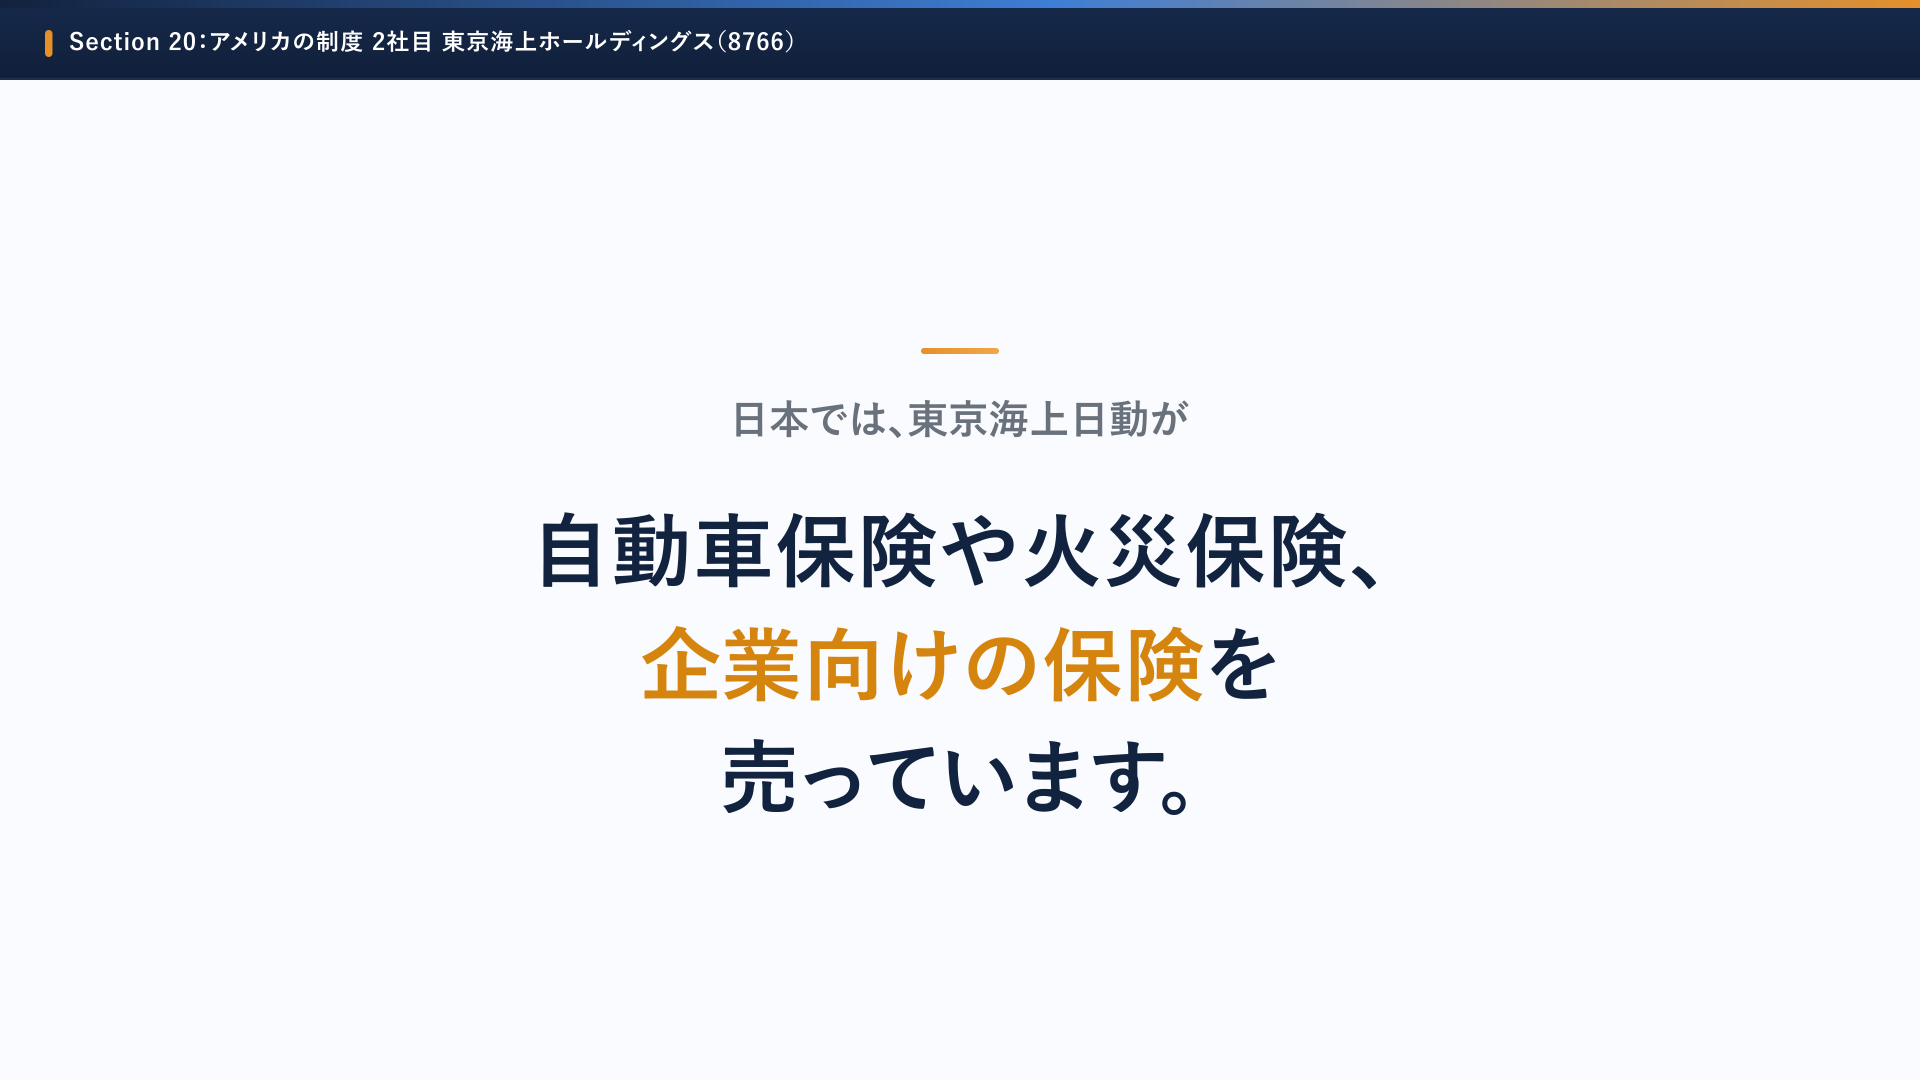 Section 20：アメリカの制度 2社目 東京海上ホールディングス（8766）
日本では、東京海上日動が
自動車保険や火災保険、
企業向けの保険を
売っています。